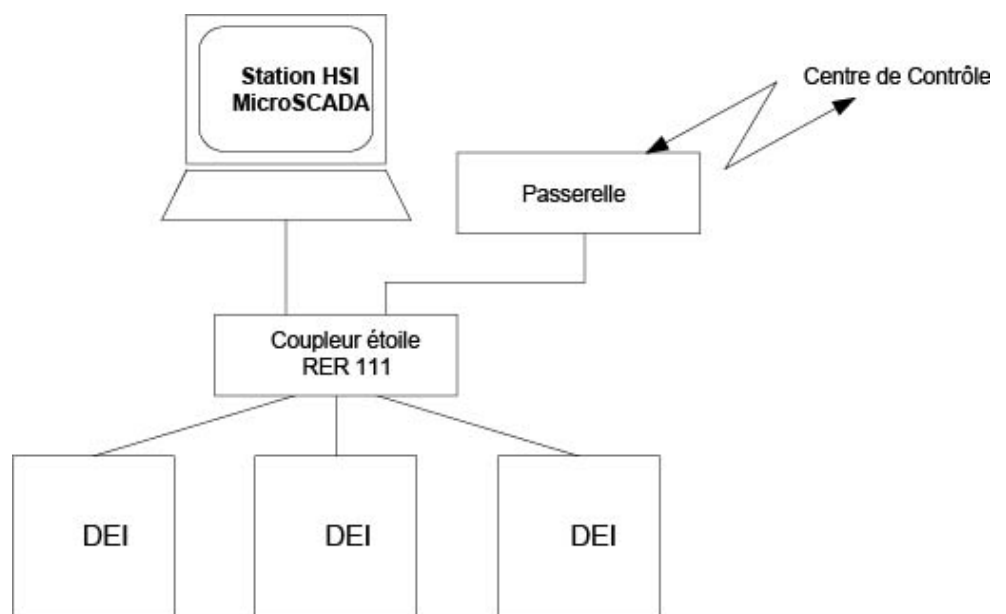 Station HSI
MicroSCADA
Centre de Contrôle
Passerelle
Coupleur étoile
RER 111
DEI
DEI
DEI